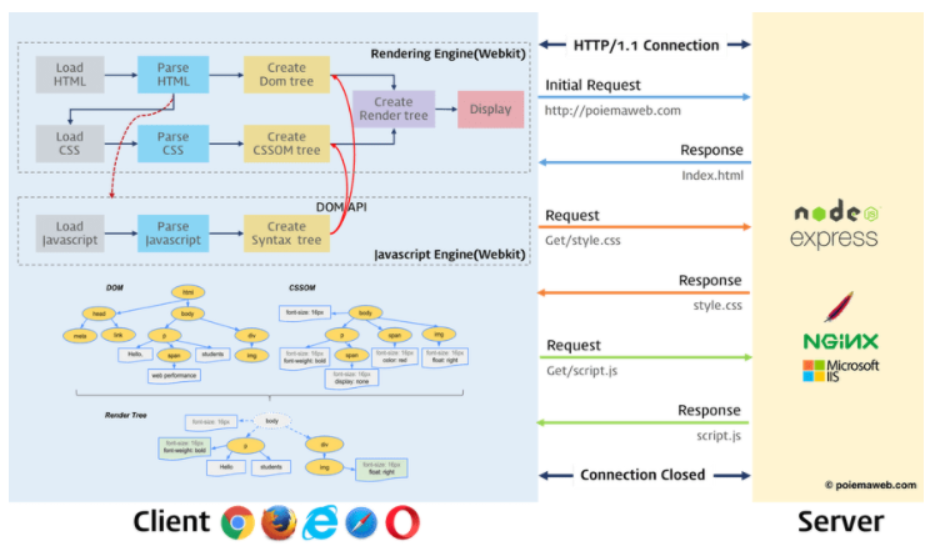 Rendering Engine(Webkit)
Load
HTML
Parse
HTML
Create
Dom tree
Create
Render tree
Display
Load
CSS
Parse
CSS
Create
CSSOM tree
DOM API
Load
Javascript
Parse
Javascript
Create
Syntax tree
Javascript Engine(Webkit)
DOM
html
head
body
meta
link
p
div
Hello,
span
students
img
web performance
CSSOM
font-size: 16px
body
p
span
img
font-size: 16px
font-weight: bold
span
font-size: 16px
color: red
font-size: 16px
float: right
font-size: 16px
display: none
Render Tree
font-size: 16px
body
font-size: 16px
font-weight: bold
p
div
Hello
students
img
font-size: 16px
float: right
HTTP/1.1 Connection
Initial Request
http://poiemaweb.com
Response
Index.html
Request
Get/style.css
Response
style.css
Request
Get/script.js
Response
script.js
Connection Closed
node
JS
express
NGiNX
Microsoft
IIS
© poiemaweb.com
Client
Server